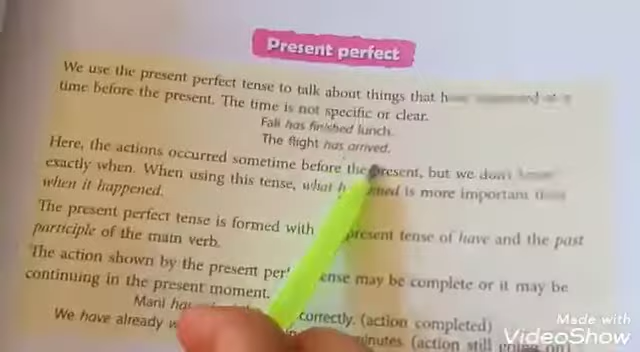 Present perfect
We use the present perfect tense to talk about things that
time before the present. The time is not specific or clear.
has finished lunch.
The flight has arrived.
Here, the actions occurred sometime before the present, but we don't
exactly when. When using this tense, what is more important
when it happened.
The present perfect tense is formed with present tense of have and the past
participle of the main verb.
The action shown by the present may be complete or it may be
continuing in the present moment.
correctly. (action completed)
We have already (action still going on)
Made with
VideoShow